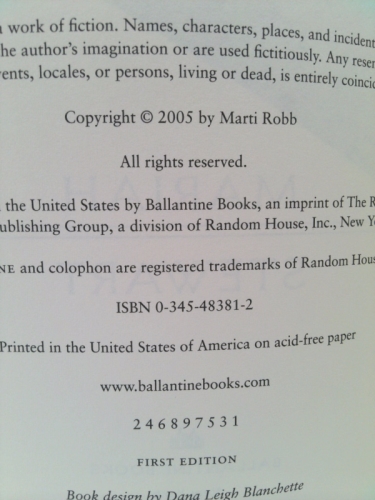 work of fiction. Names, characters, places, and incident
he author's imagination or are used fictitiously. Any rese
ents, locales, or persons, living or dead, is entirely coinci
Copyright © 2005 by Marti Robb
All rights reserved.
the United States by Ballantine Books, an imprint of The R
ublishing Group, a division of Random House, Inc., New Yo
NE and colophon are registered trademarks of Random Hous
ISBN 0-345-48381-2
Printed in the United States of America on acid-free paper
www.ballantinebooks.com
2 4 6 8 9 7 5 3 1
FIRST EDITION
Book design by Dana Leigh Blanchette